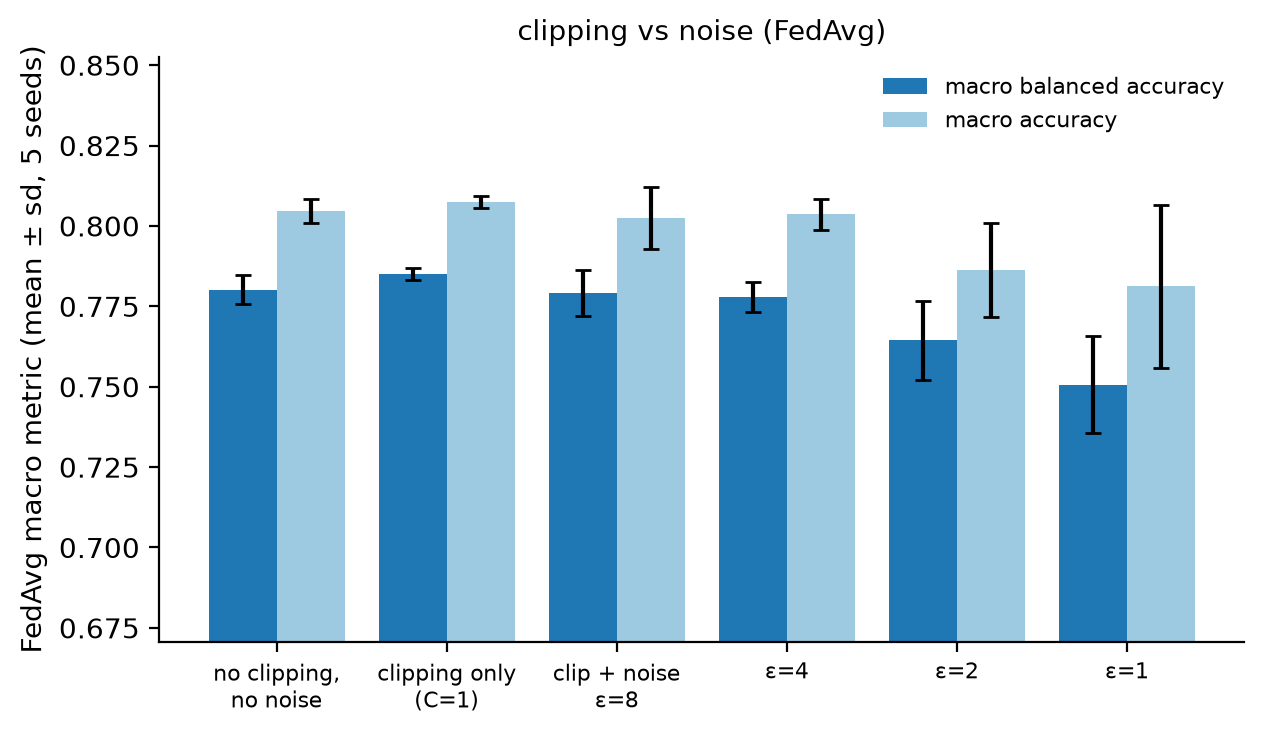 clipping vs noise (FedAvg)
FedAvg macro metric (mean ± sd, 5 seeds)
0.850
0.825
0.800
0.775
0.750
0.725
0.700
0.675
macro balanced accuracy
macro accuracy
no clipping,
no noise
clipping only
(C=1)
clip + noise
ε=8
ε=4
ε=2
ε=1